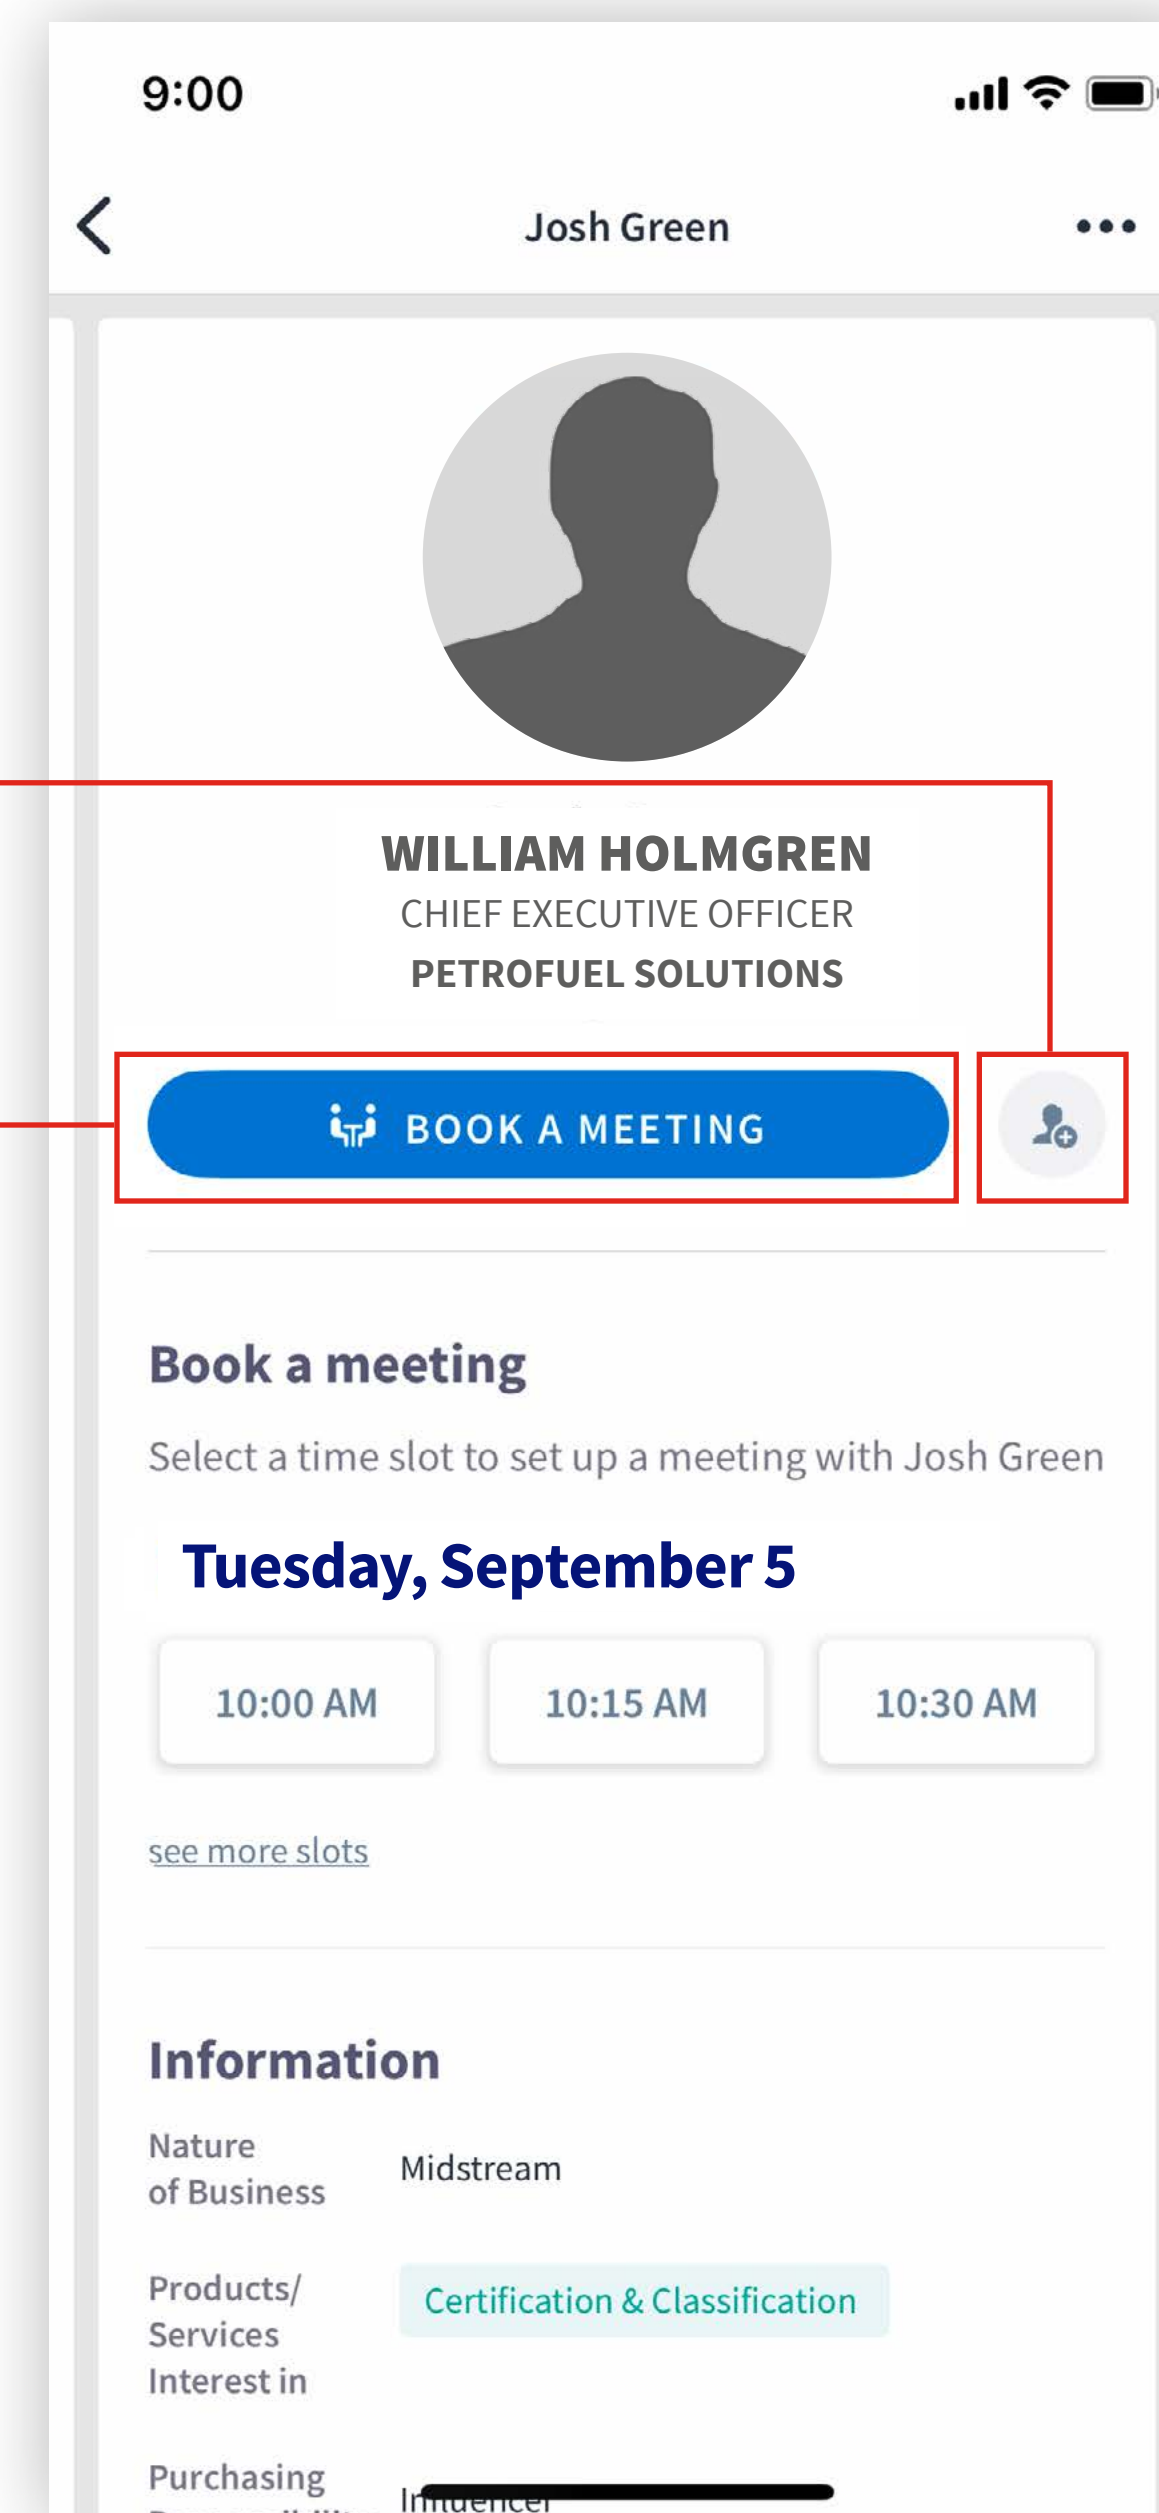 9:00
Josh Green
WILLIAM HOLMGREN
CHIEF EXECUTIVE OFFICER
PETROFUEL SOLUTIONS
BOOK A MEETING
Book a meeting
Select a time slot to set up a meeting with Josh Green
Tuesday, September 5
10:00 AM 10:15 AM 10:30 AM
see more slots
Information
Nature
of Business
Midstream
Products/
Services
Interest in
Certification & Classification
Purchasing